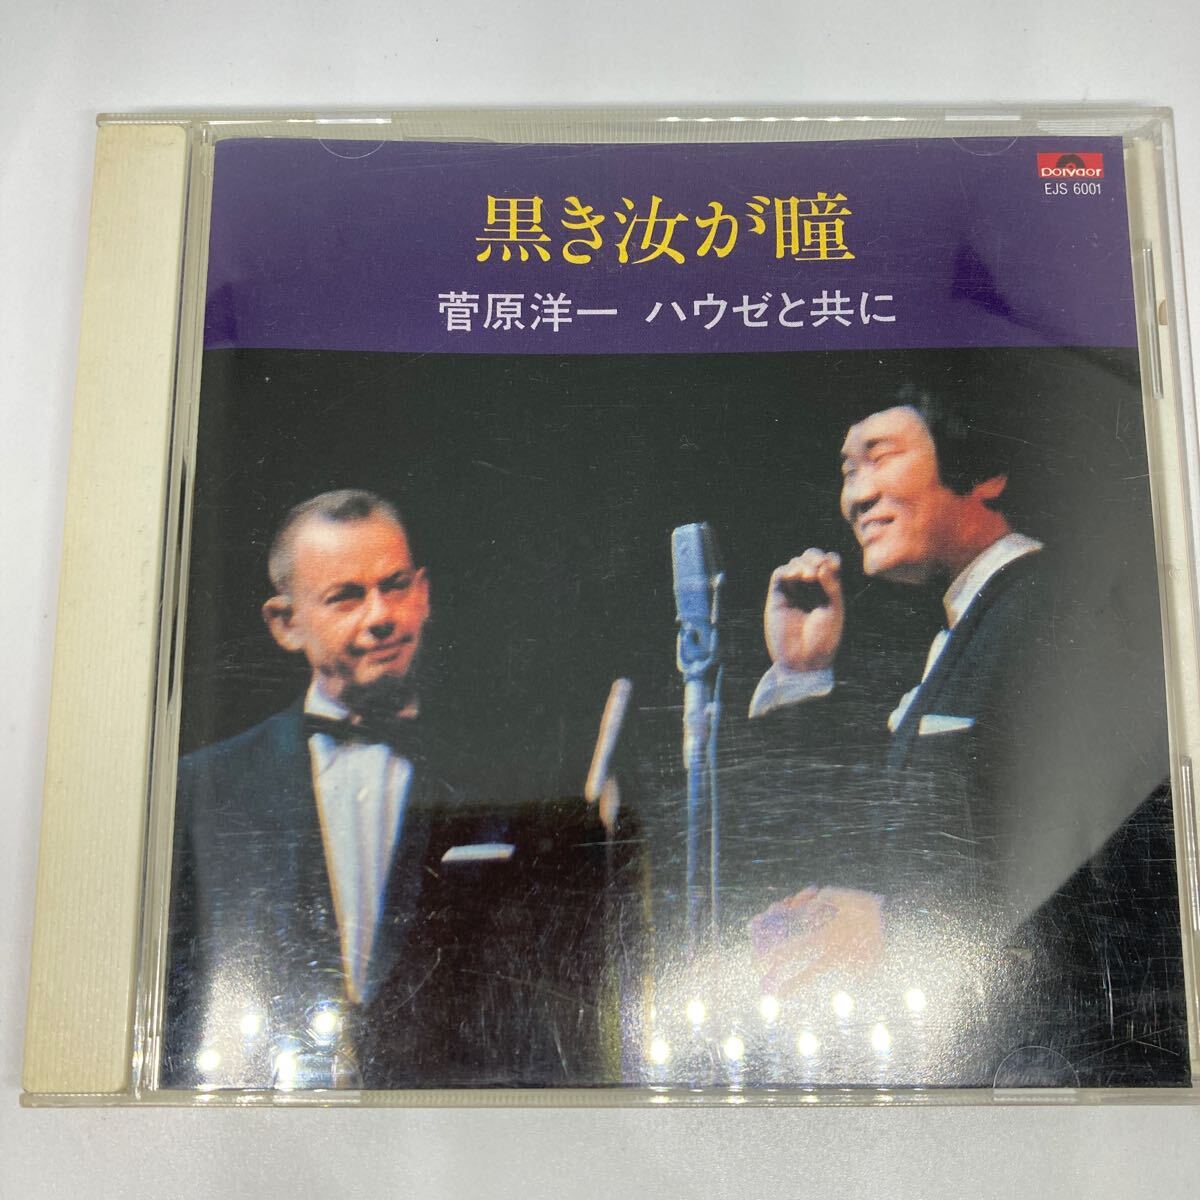 polydor
EJS 6001
黒き汝が瞳
菅原洋一 ハウゼと共に